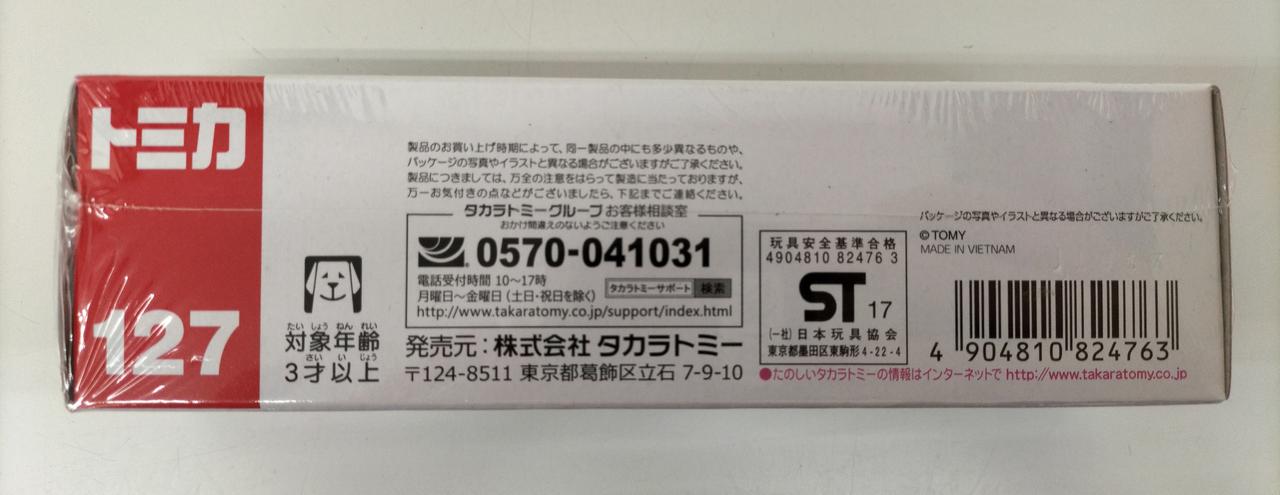 トミカ
127
たいしょうねんれい
対象年齢
さいいじょう
3才以上
製品のお買い上げ時期によって、同一製品の中にも多少異なるものや、
パッケージの写真やイラストと異なる場合がございますがご了承ください。
製品につきましては、万全の注意をはらって製造に当たっておりますが、
万一お気付きの点などがございましたら、下記までご連絡ください。
タカラトミーグループ お客様相談室
おかけ間違えのないようご注意ください
0570-041031
電話受付時間 10〜17時
月曜日〜金曜日(土日・祝日を除く)
タカラトミーサポート 検索
http://www.takaratomy.co.jp/support/index.html
発売元:株式会社 タカラトミー
〒124-8511 東京都葛飾区立石 7-9-10
玩具安全基準合格
4904810 82476 3
ST 17
(一社)日本玩具協会
東京都墨田区東駒形4-22-4
パッケージの写真やイラストと異なる場合がございますがご了承ください。
© TOMY
MADE IN VIETNAM
4 904810 824763
●たのしいタカラトミーの情報はインターネットで http://www.takaratomy.co.jp